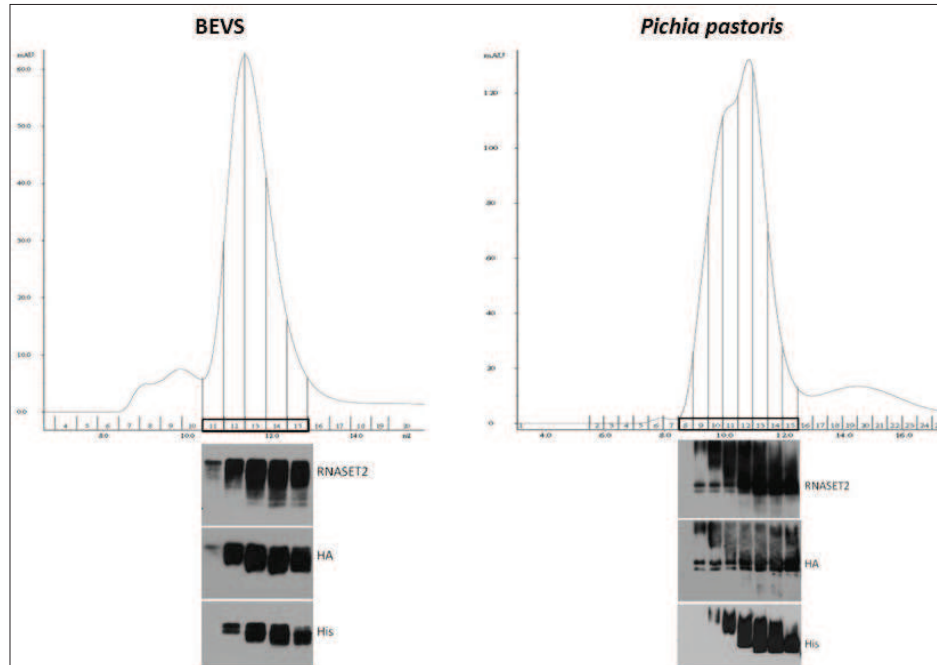 BEVS
Pichia pastoris
mAU
mAU
60.0
50.0
40.0
30.0
20.0
10.0
0.0
120
100
80
60
40
20
0
4 5 6 7 8 9 10 11 12 13 14 15 16 17 18 19 20
8.0 10.0 12.0 14.0
2 3 4 5 6 7 8 9 10 11 12 13 14 15 16 17 18 19 20 21 22 23 24
4.0 6.0 8.0 10.0 12.0 14.0 16.0
RNASET2
HA
His
RNASET2
HA
His